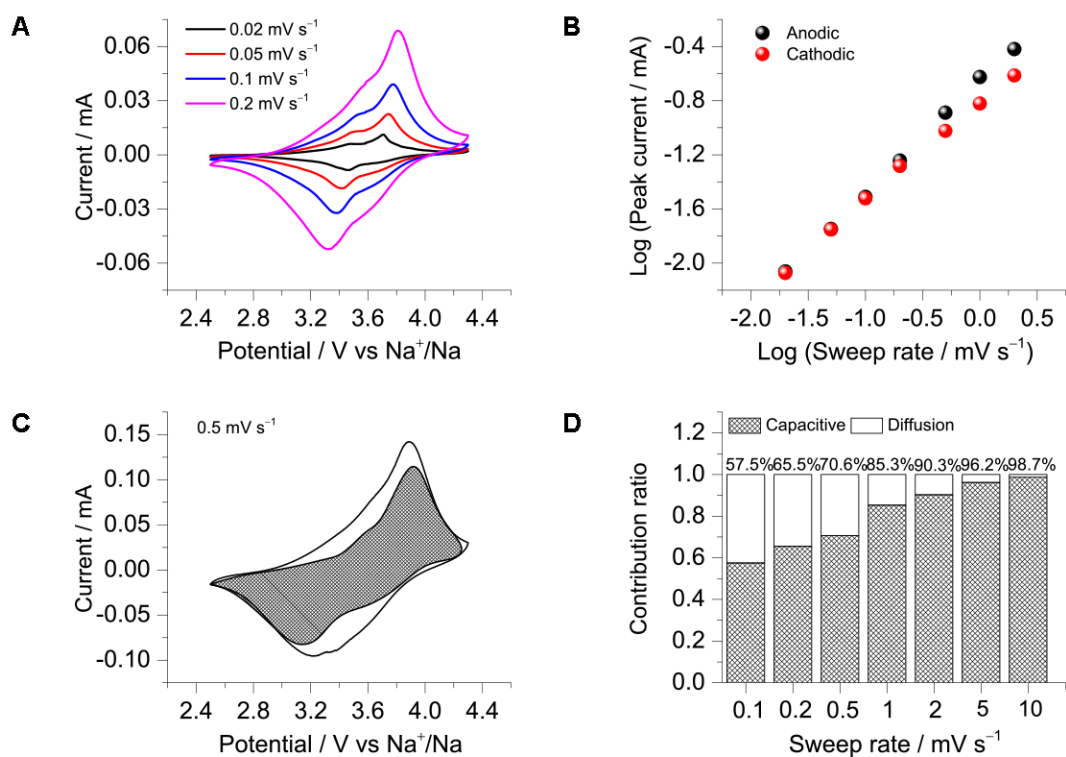 A
0.02 mV s⁻¹
0.05 mV s⁻¹
0.1 mV s⁻¹
0.2 mV s⁻¹
0.06
0.03
0.00
-0.03
-0.06
Current / mA
2.4 2.8 3.2 3.6 4.0 4.4
Potential / V vs Na⁺/Na
B
Anodic
Cathodic
-0.4
-0.8
-1.2
-1.6
-2.0
Log (Peak current / mA)
-2.0 -1.5 -1.0 -0.5 0.0 0.5
Log (Sweep rate / mV s⁻¹)
C
0.5 mV s⁻¹
0.15
0.10
0.05
0.00
-0.05
-0.10
Current / mA
2.4 2.8 3.2 3.6 4.0 4.4
Potential / V vs Na⁺/Na
D
Capacitive Diffusion
57.5% 65.5% 70.6% 85.3% 90.3% 96.2% 98.7%
1.2
1.0
0.8
0.6
0.4
0.2
0.0
Contribution ratio
0.1 0.2 0.5 1 2 5 10
Sweep rate / mV s⁻¹